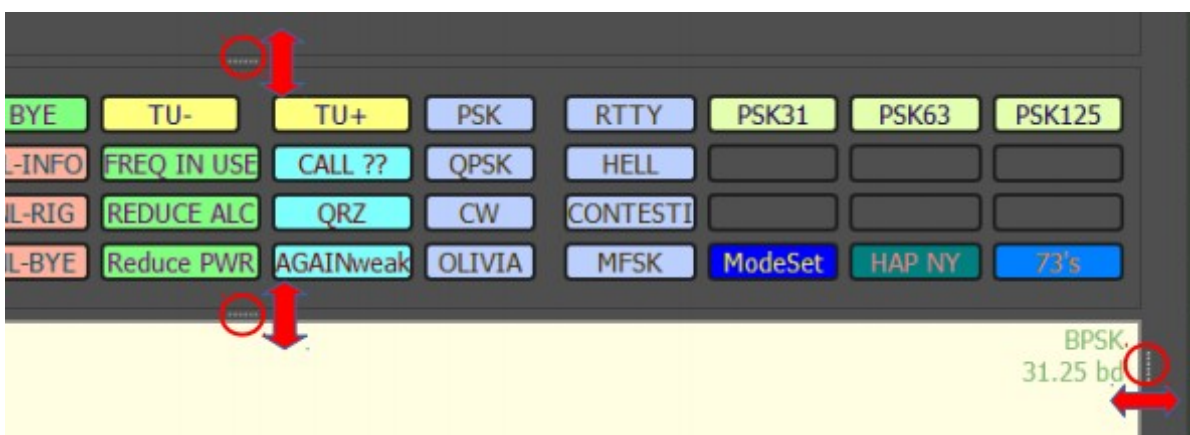 BYE TU- TU+ PSK RTTY PSK31 PSK63 PSK125
L-INFO FREQ IN USE CALL ?? QPSK HELL
NL-RIG REDUCE ALC QRZ CW CONTESTI
L-BYE Reduce PWR AGAINweak OLIVIA MFSK ModeSet HAP NY 73's
BPSK
31.25 bd